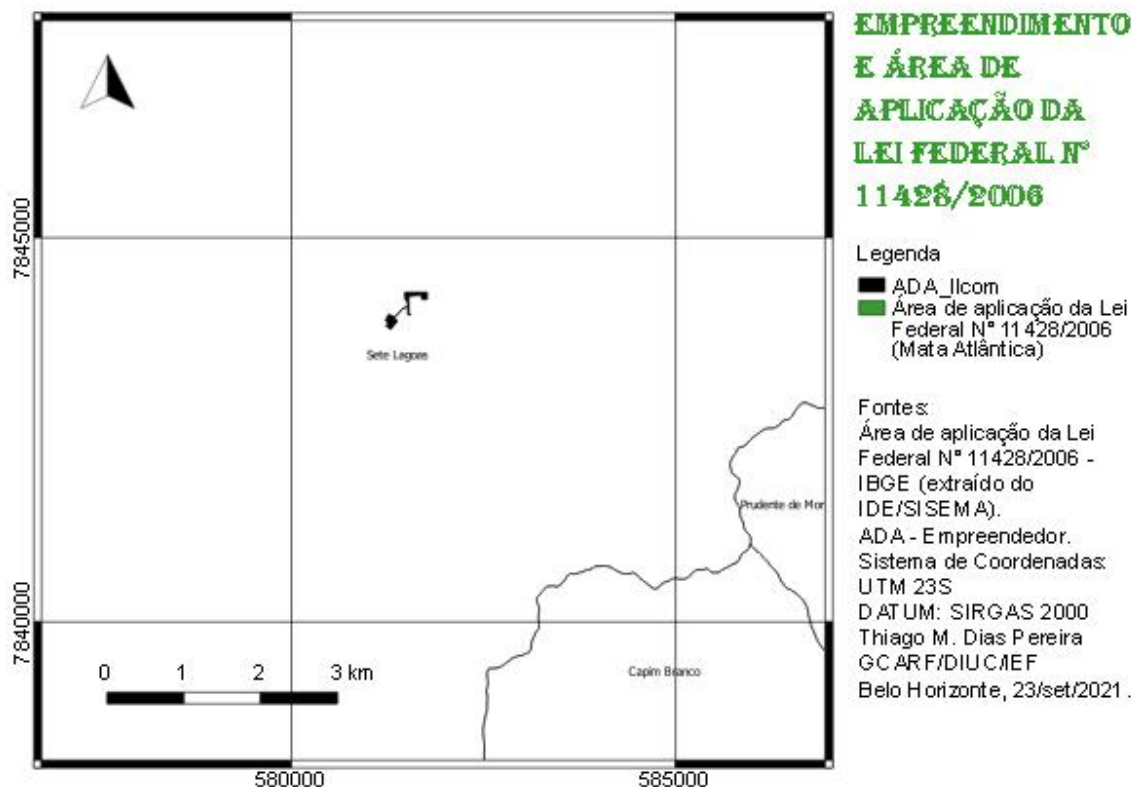 EMPREENDIMENTO
E ÁREA DE
APLICAÇÃO DA
LEI FEDERAL Nº
11428/2006
Legenda
ADA_Ilcom
Área de aplicação da Lei
Federal N° 11428/2006
(Mata Atlântica)
Fontes:
Área de aplicação da Lei
Federal N° 11428/2006 -
IBGE (extraído do
IDE/SISEMA).
ADA - Empreendedor.
Sistema de Coordenadas:
UTM 23S
DATUM: SIRGAS 2000
Thiago M. Dias Pereira
GCARF/DIUC/IEF
Belo Horizonte, 23/set/2021.
7845000
7840000
Sete Lagoas
Prudente de Mor
Capim Branco
0 1 2 3 km
580000
585000